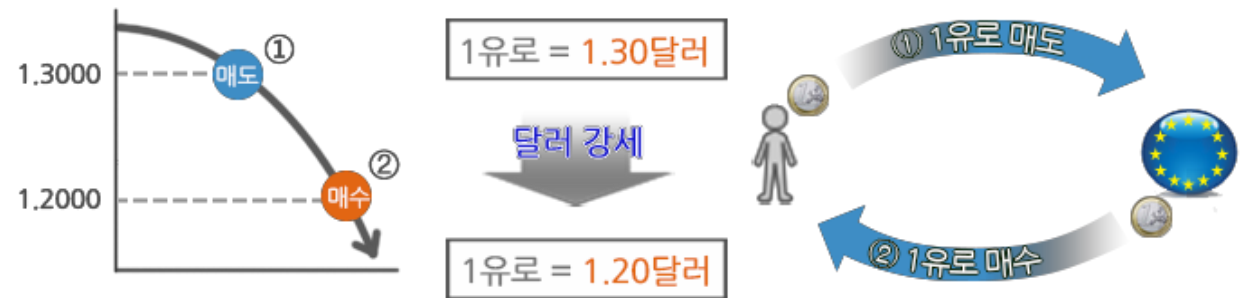 1.3000
매도
①
1.2000
매수
②
1유로 = 1.30달러
달러 강세
1유로 = 1.20달러
① 1유로 매도
② 1유로 매수